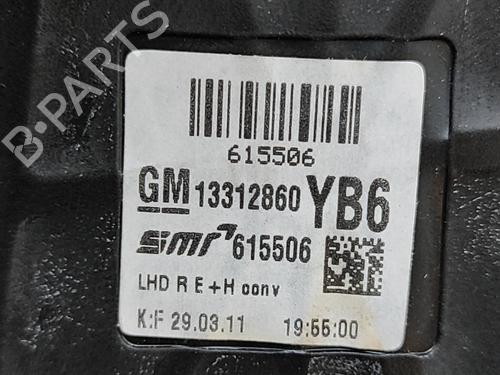 615506
GM 13312860 YB6
smr 615506
LHD R E+H conv
K:F 29.03.11 19:55:00
B-PARTS